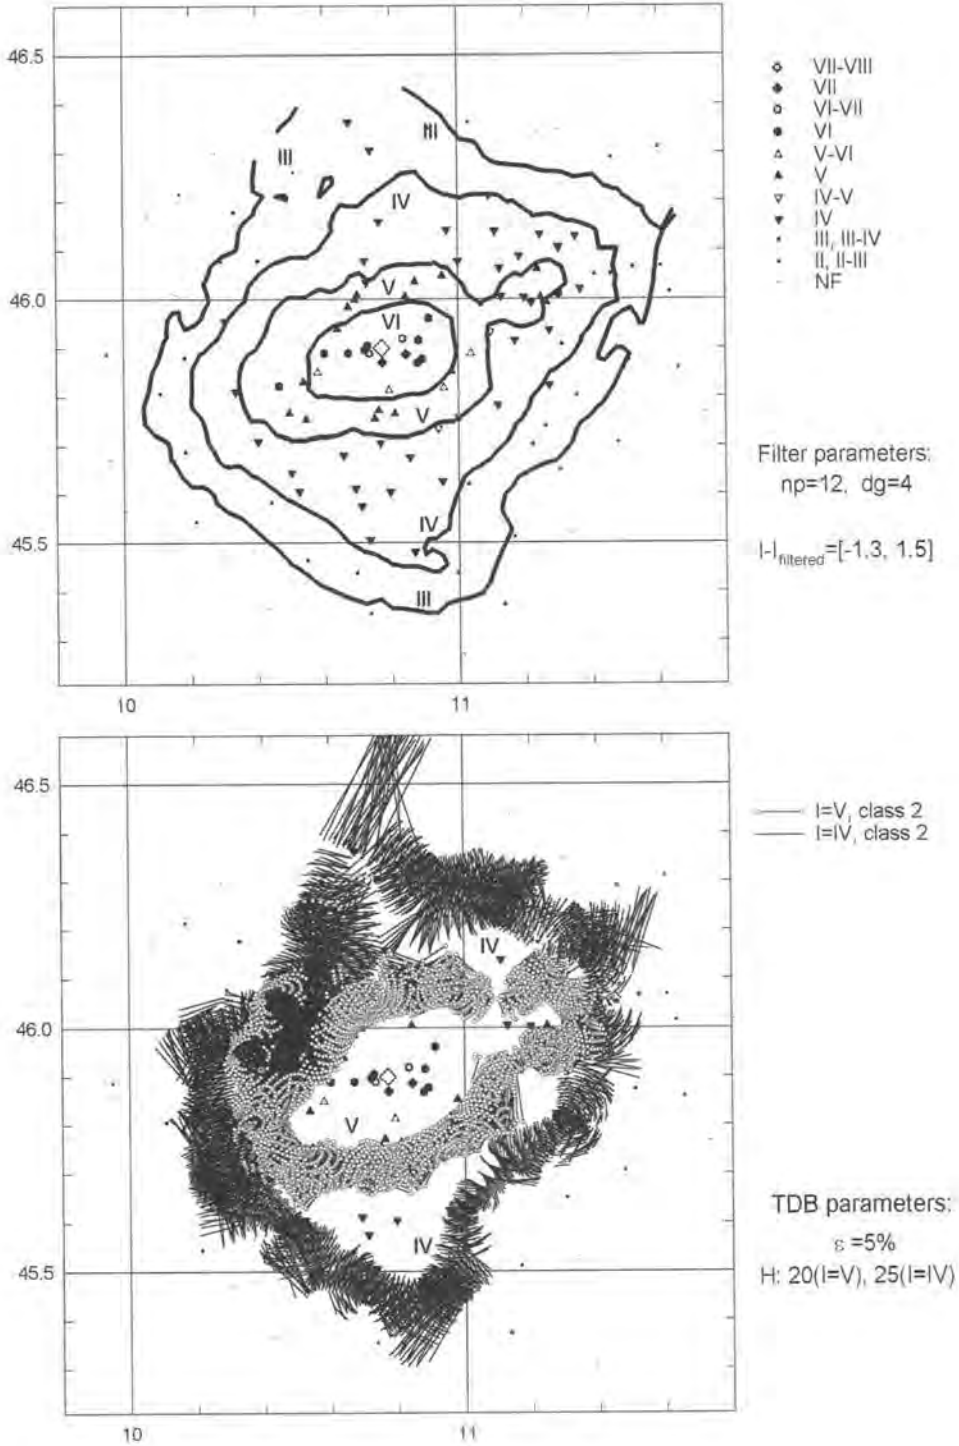 46.5
46.0
45.5
10
11
III
III
IV
V
VI
V
IV
III
VII-VIII
VII
VI-VII
VI
V-VI
V
IV-V
IV
III, III-IV
II, II-III
NF
Filter parameters:
np=12, dg=4
I-Ifiltered=[-1.3, 1.5]
46.5
46.0
45.5
10
11
IV
V
IV
I=V, class 2
I=IV, class 2
TDB parameters:
ε =5%
H: 20(I=V), 25(I=IV)